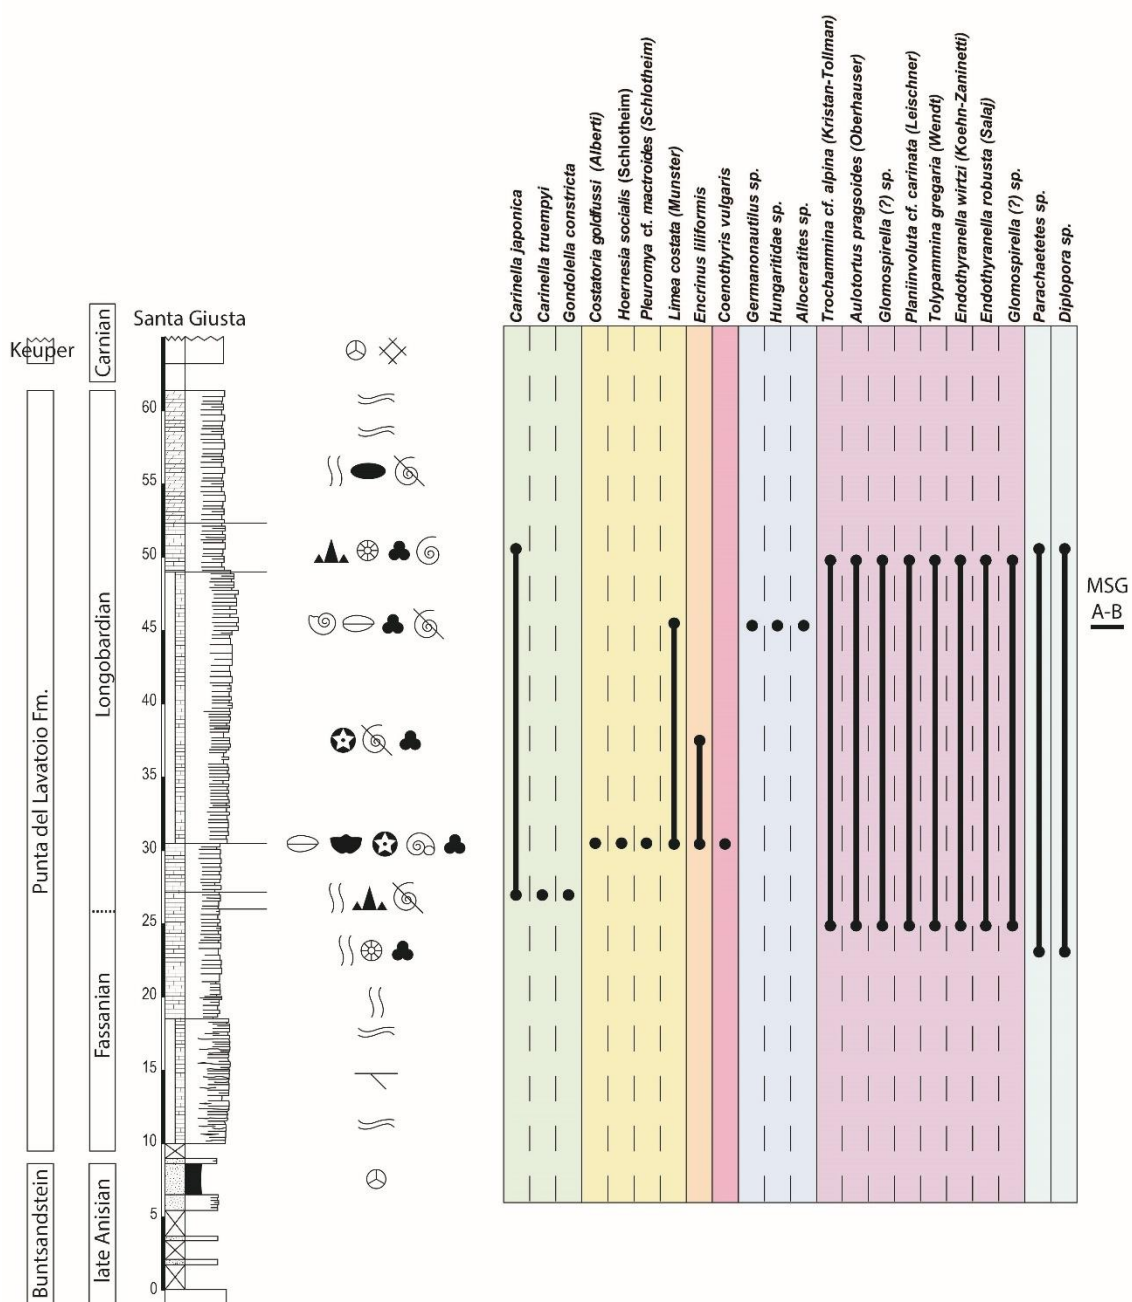 Carinella japonica
Carinella truempyi
Gondolella constricta
Costatoria goldfussi (Alberti)
Hoernesia socialis (Schlotheim)
Pleuromya cf. mactroides (Schlotheim)
Limea costata (Munster)
Encrinus liliiformis
Coenothyris vulgaris
Germanonautilus sp.
Hungaritidae sp.
Alloceratites sp.
Trochammina cf. alpina (Kristan-Tollman)
Aulotortus pragsoides (Oberhauser)
Glomospirella (?) sp.
Planiinvoluta cf. carinata (Leischner)
Tolypammina gregaria (Wendt)
Endothyranella wirtzi (Koehn-Zaninetti)
Endothyranella robusta (Salaj)
Glomospirella (?) sp.
Parachaetetes sp.
Diplopora sp.
Santa Giusta
Keuper
Carnian
Punta del Lavatoio Fm.
Longobardian
Fassanian
Buntsandstein
late Anisian
60
55
50
45
40
35
30
25
20
15
10
5
0
MSG
A-B